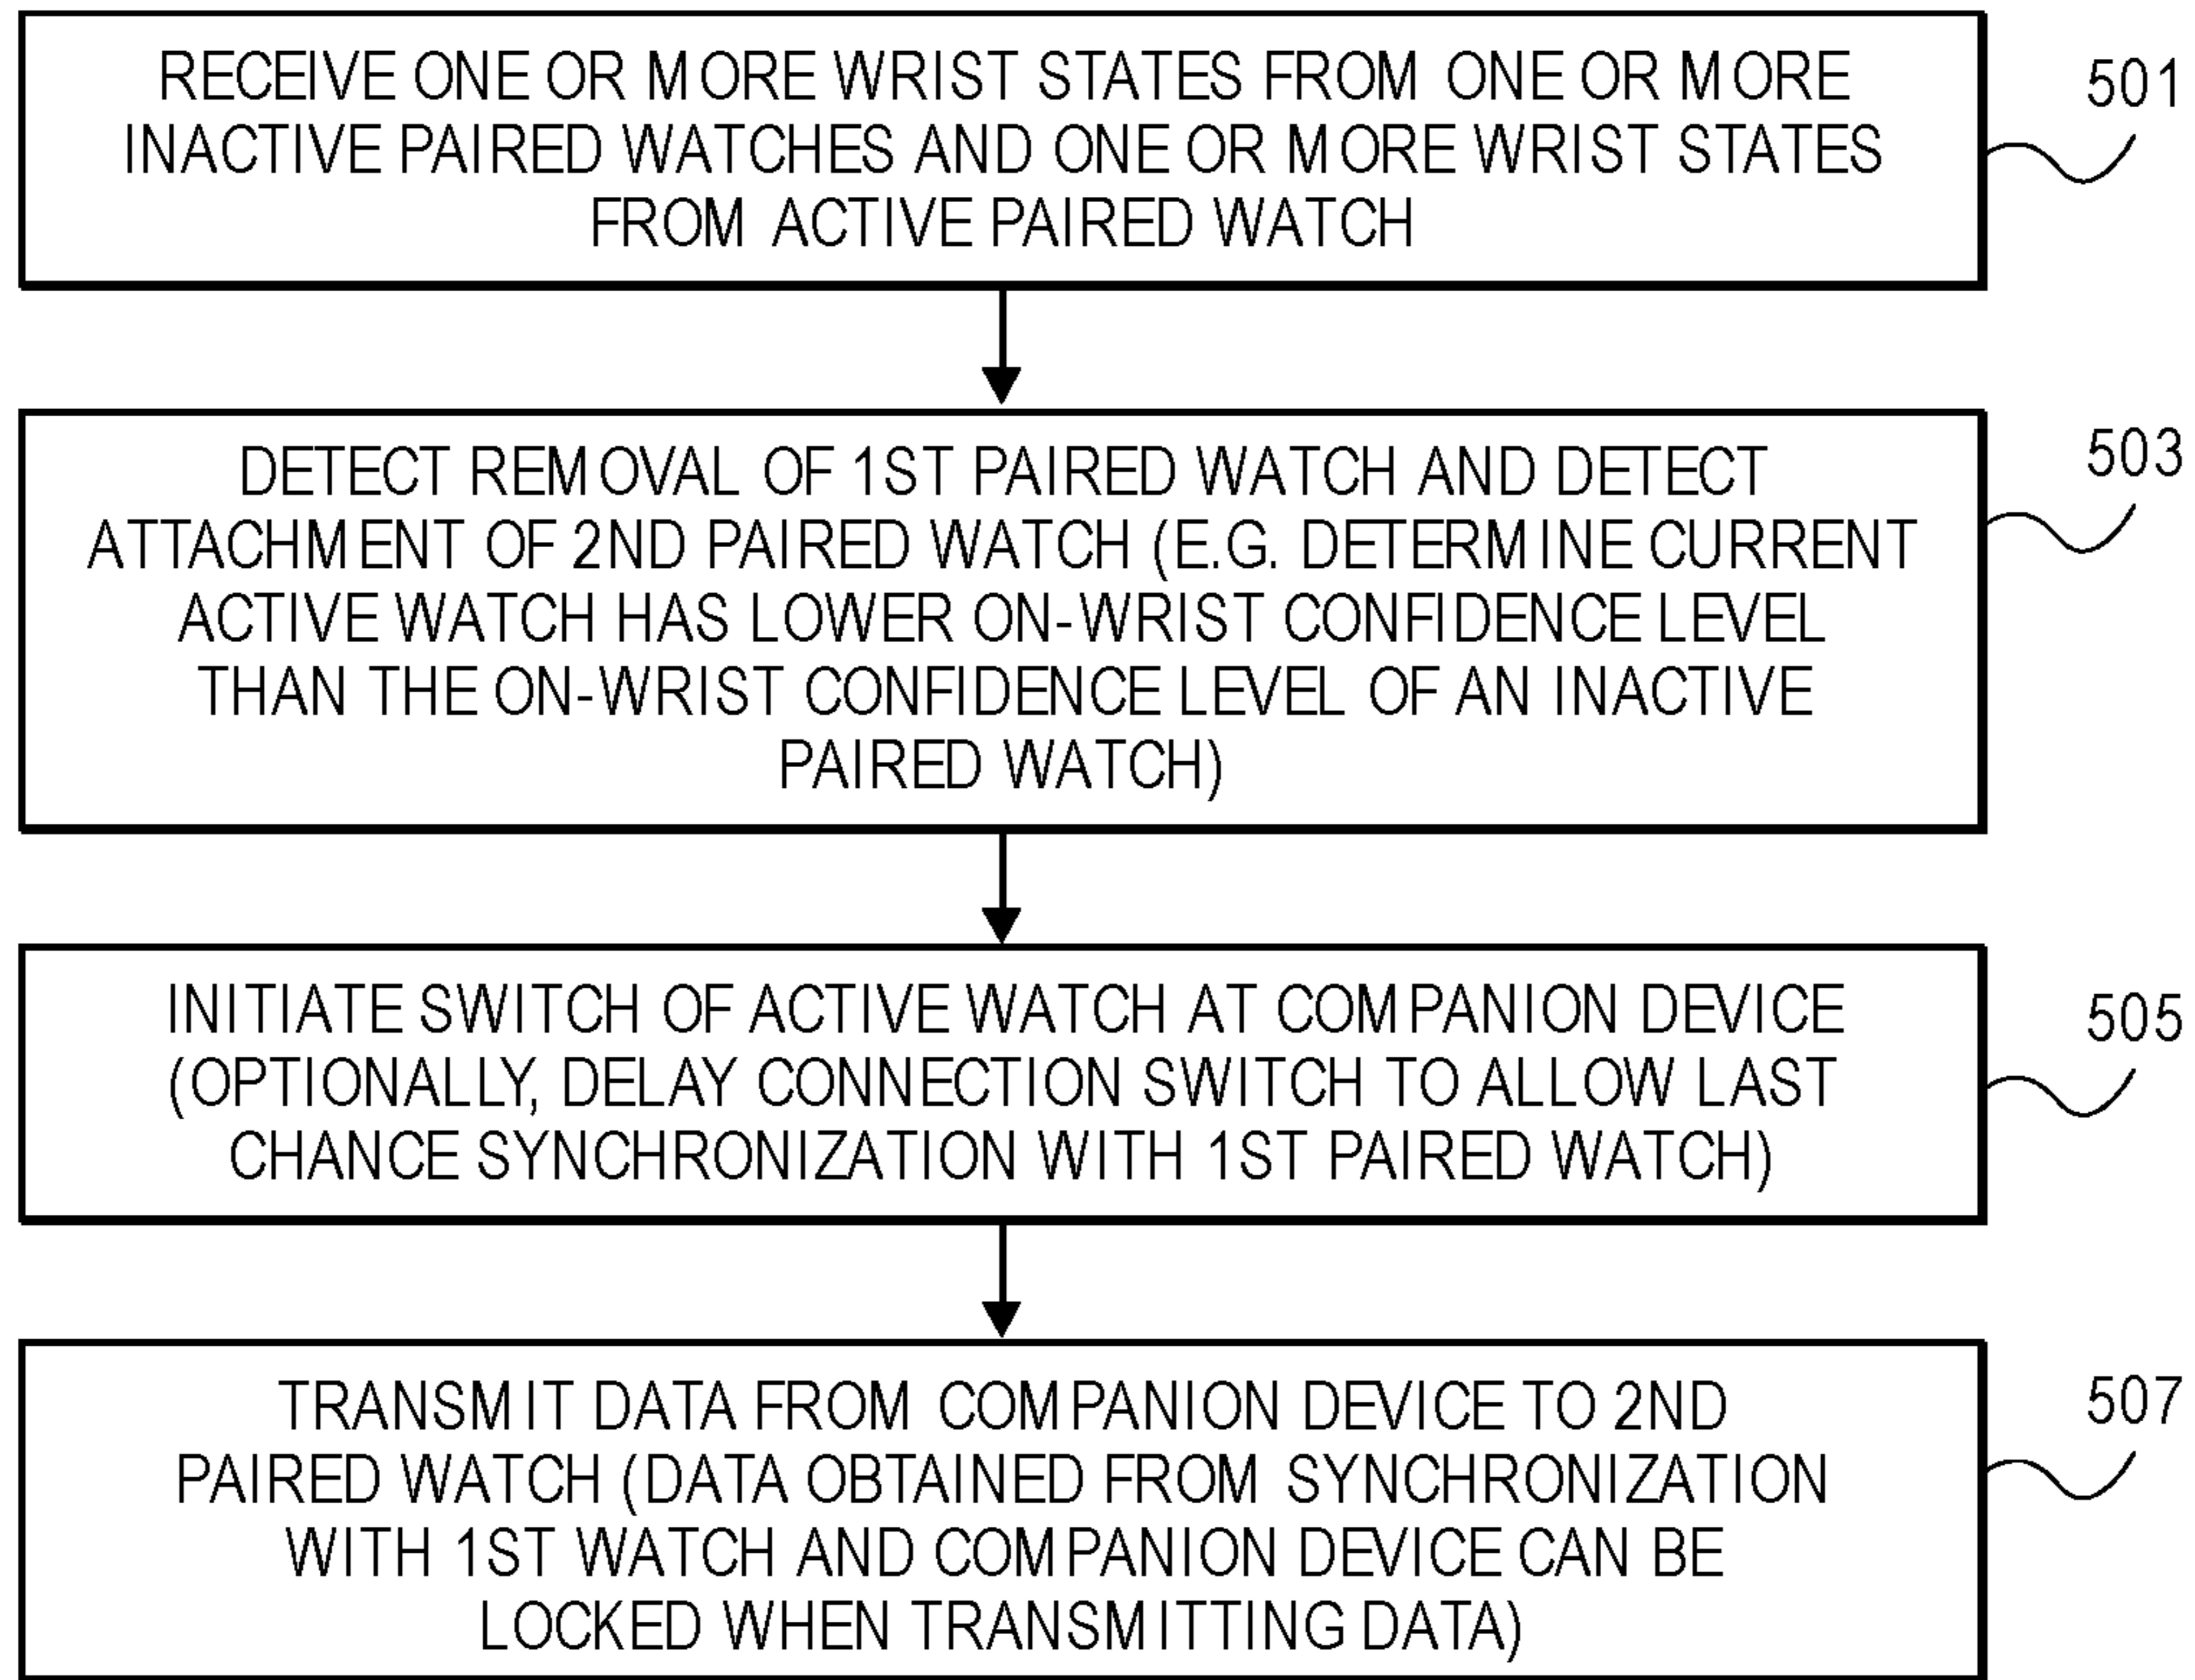 RECEIVE ONE OR MORE WRIST STATES FROM ONE OR MORE
INACTIVE PAIRED WATCHES AND ONE OR MORE WRIST STATES
FROM ACTIVE PAIRED WATCH
501
DETECT REMOVAL OF 1ST PAIRED WATCH AND DETECT
ATTACHMENT OF 2ND PAIRED WATCH (E.G. DETERMINE CURRENT
ACTIVE WATCH HAS LOWER ON-WRIST CONFIDENCE LEVEL
THAN THE ON-WRIST CONFIDENCE LEVEL OF AN INACTIVE
PAIRED WATCH)
503
INITIATE SWITCH OF ACTIVE WATCH AT COMPANION DEVICE
(OPTIONALLY, DELAY CONNECTION SWITCH TO ALLOW LAST
CHANCE SYNCHRONIZATION WITH 1ST PAIRED WATCH)
505
TRANSMIT DATA FROM COMPANION DEVICE TO 2ND
PAIRED WATCH (DATA OBTAINED FROM SYNCHRONIZATION
WITH 1ST WATCH AND COMPANION DEVICE CAN BE
LOCKED WHEN TRANSMITTING DATA)
507